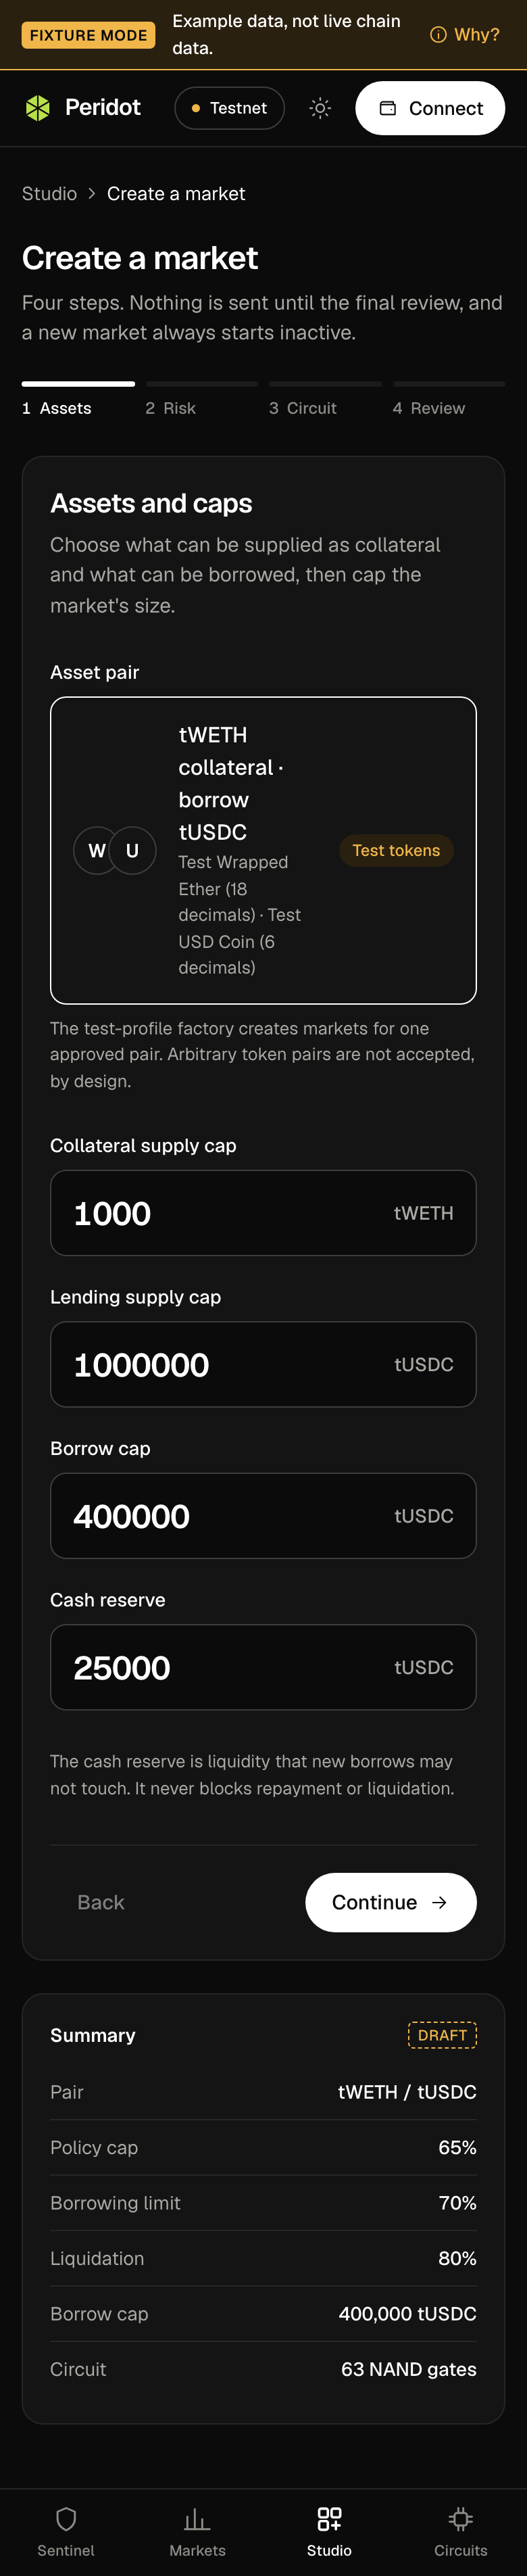 FIXTURE MODE
Example data, not live chain
data.
Why?
Peridot
Testnet
Connect
Studio > Create a market
Create a market
Four steps. Nothing is sent until the final review, and
a new market always starts inactive.
1 Assets
2 Risk
3 Circuit
4 Review
Assets and caps
Choose what can be supplied as collateral
and what can be borrowed, then cap the
market's size.
Asset pair
W U
tWETH
collateral ·
borrow
tUSDC
Test Wrapped
Ether (18
decimals) · Test
USD Coin (6
decimals)
Test tokens
The test-profile factory creates markets for one
approved pair. Arbitrary token pairs are not accepted,
by design.
Collateral supply cap
1000 tWETH
Lending supply cap
1000000 tUSDC
Borrow cap
400000 tUSDC
Cash reserve
25000 tUSDC
The cash reserve is liquidity that new borrows may
not touch. It never blocks repayment or liquidation.
Back
Continue →
Summary
DRAFT
Pair tWETH / tUSDC
Policy cap 65%
Borrowing limit 70%
Liquidation 80%
Borrow cap 400,000 tUSDC
Circuit 63 NAND gates
Sentinel
Markets
Studio
Circuits